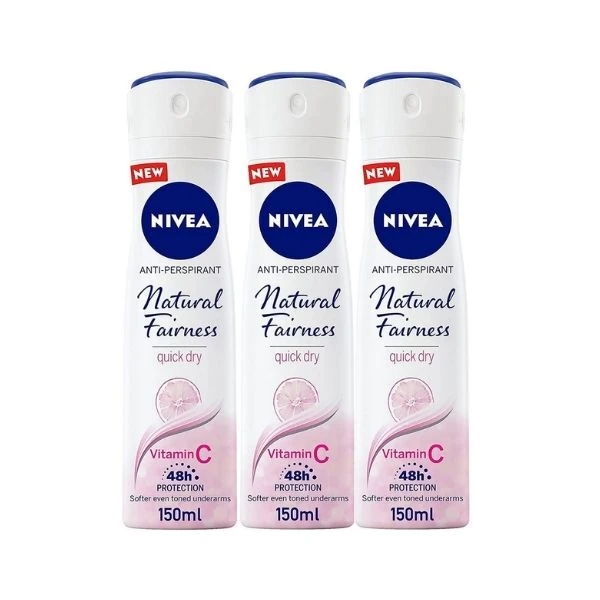 NEW
NIVEA
ANTI-PERSPIRANT
Natural
Fairness
quick dry
Vitamin C
48h
PROTECTION
Softer even toned underarms
150ml
NEW
NIVEA
ANTI-PERSPIRANT
Natural
Fairness
quick dry
Vitamin C
48h
PROTECTION
Softer even toned underarms
150ml
NEW
NIVEA
ANTI-PERSPIRANT
Natural
Fairness
quick dry
Vitamin C
48h
PROTECTION
Softer even toned underarms
150ml